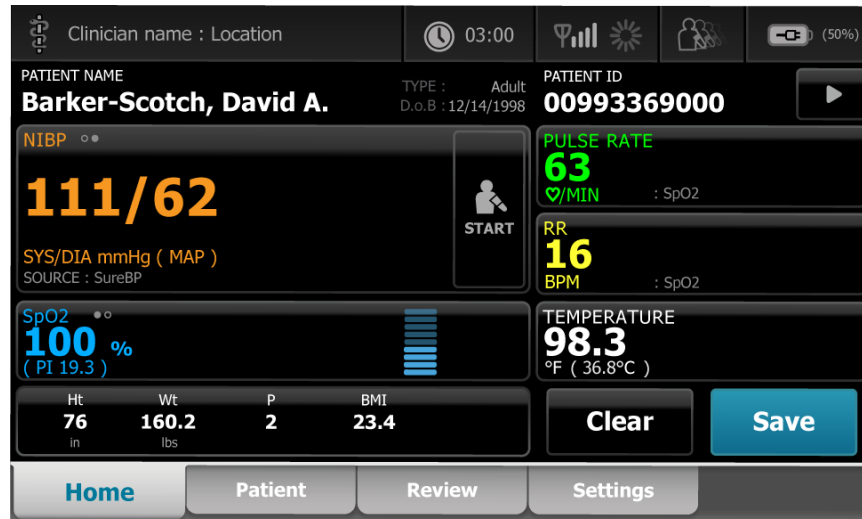 Clinician name : Location
03:00
(50%)
PATIENT NAME
Barker-Scotch, David A.
TYPE : Adult
D.o.B : 12/14/1998
PATIENT ID
00993369000
NIBP
111/62
SYS/DIA mmHg ( MAP )
SOURCE : SureBP
START
PULSE RATE
63
/MIN : SpO2
RR
16
BPM : SpO2
SpO2
100 %
( PI 19.3 )
TEMPERATURE
98.3
°F ( 36.8°C )
Ht Wt P BMI
76 160.2 2 23.4
in lbs
Clear
Save
Home Patient Review Settings